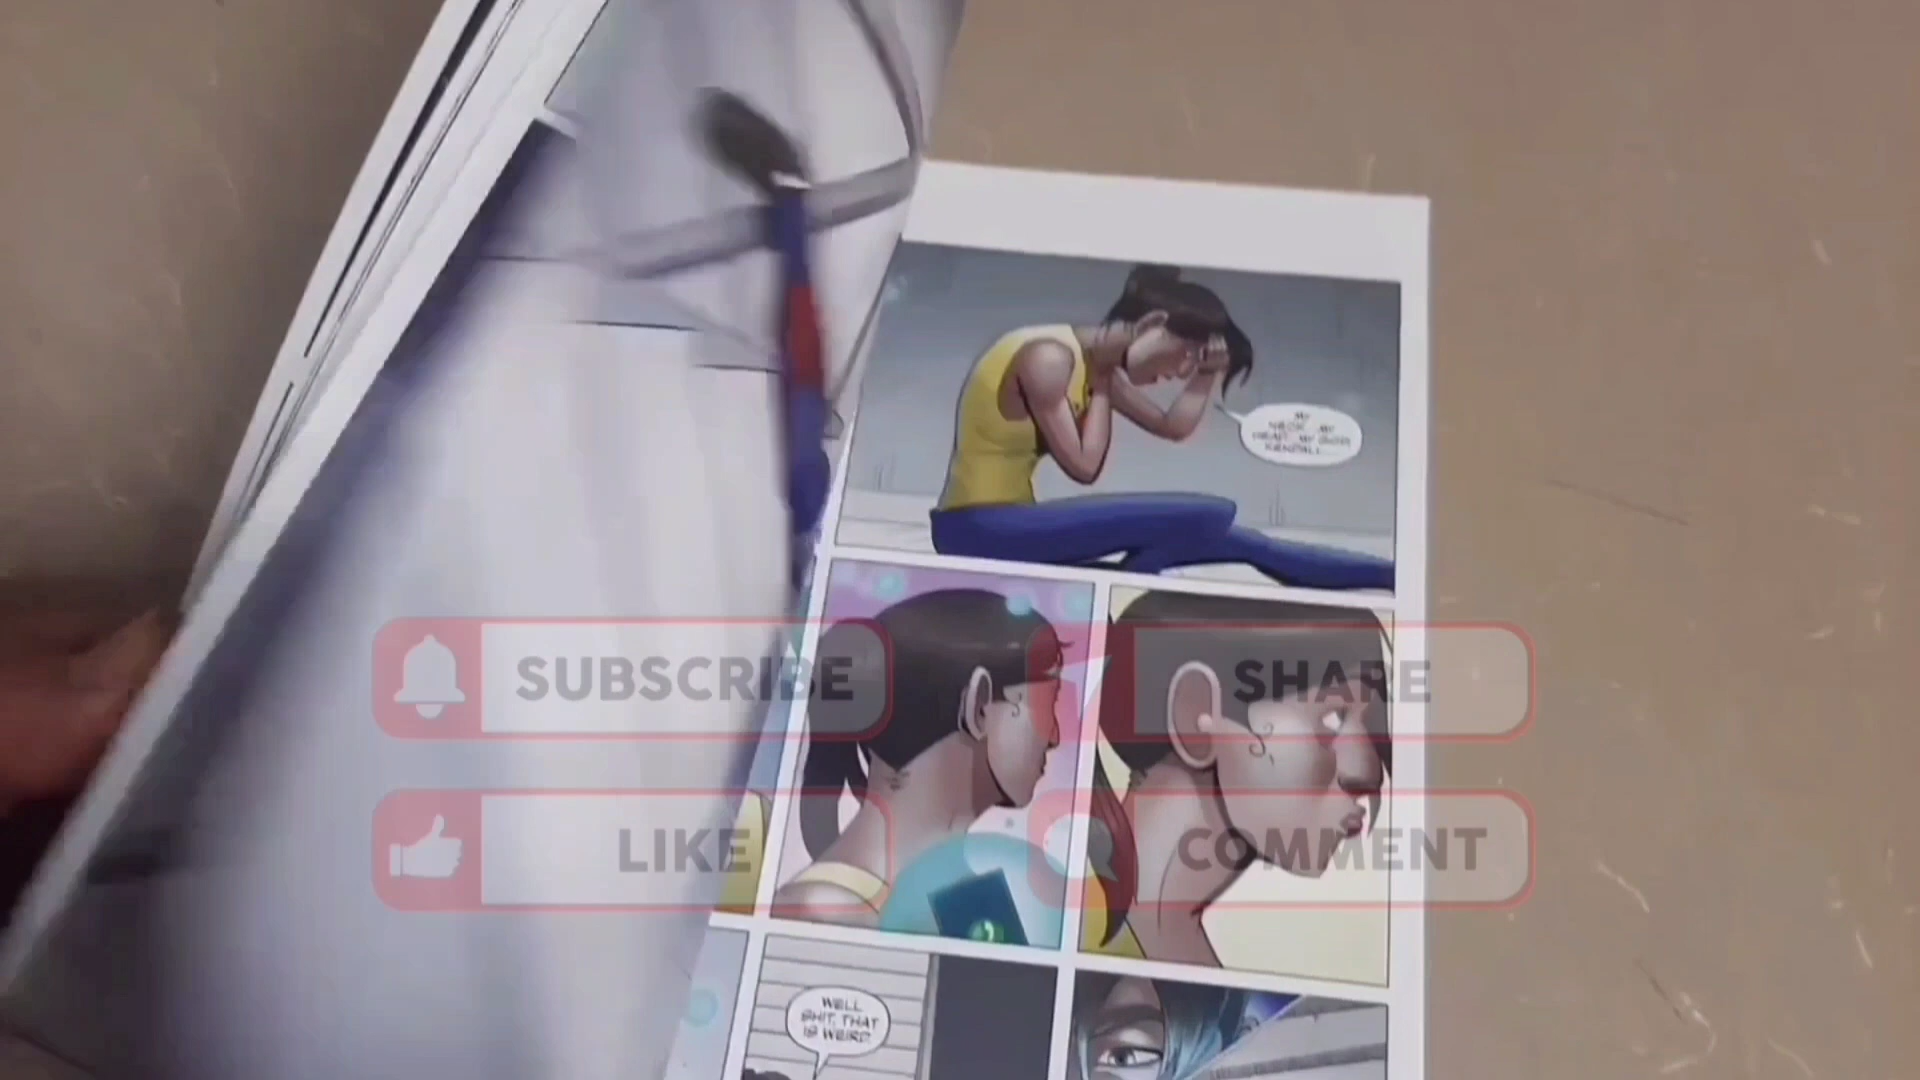 MY
NECK... MY
HEAD... MY GOD,
KENDALL...
SUBSCRIBE
SHARE
LIKE
COMMENT
WELL
SHIT, THAT
IS WEIRD.